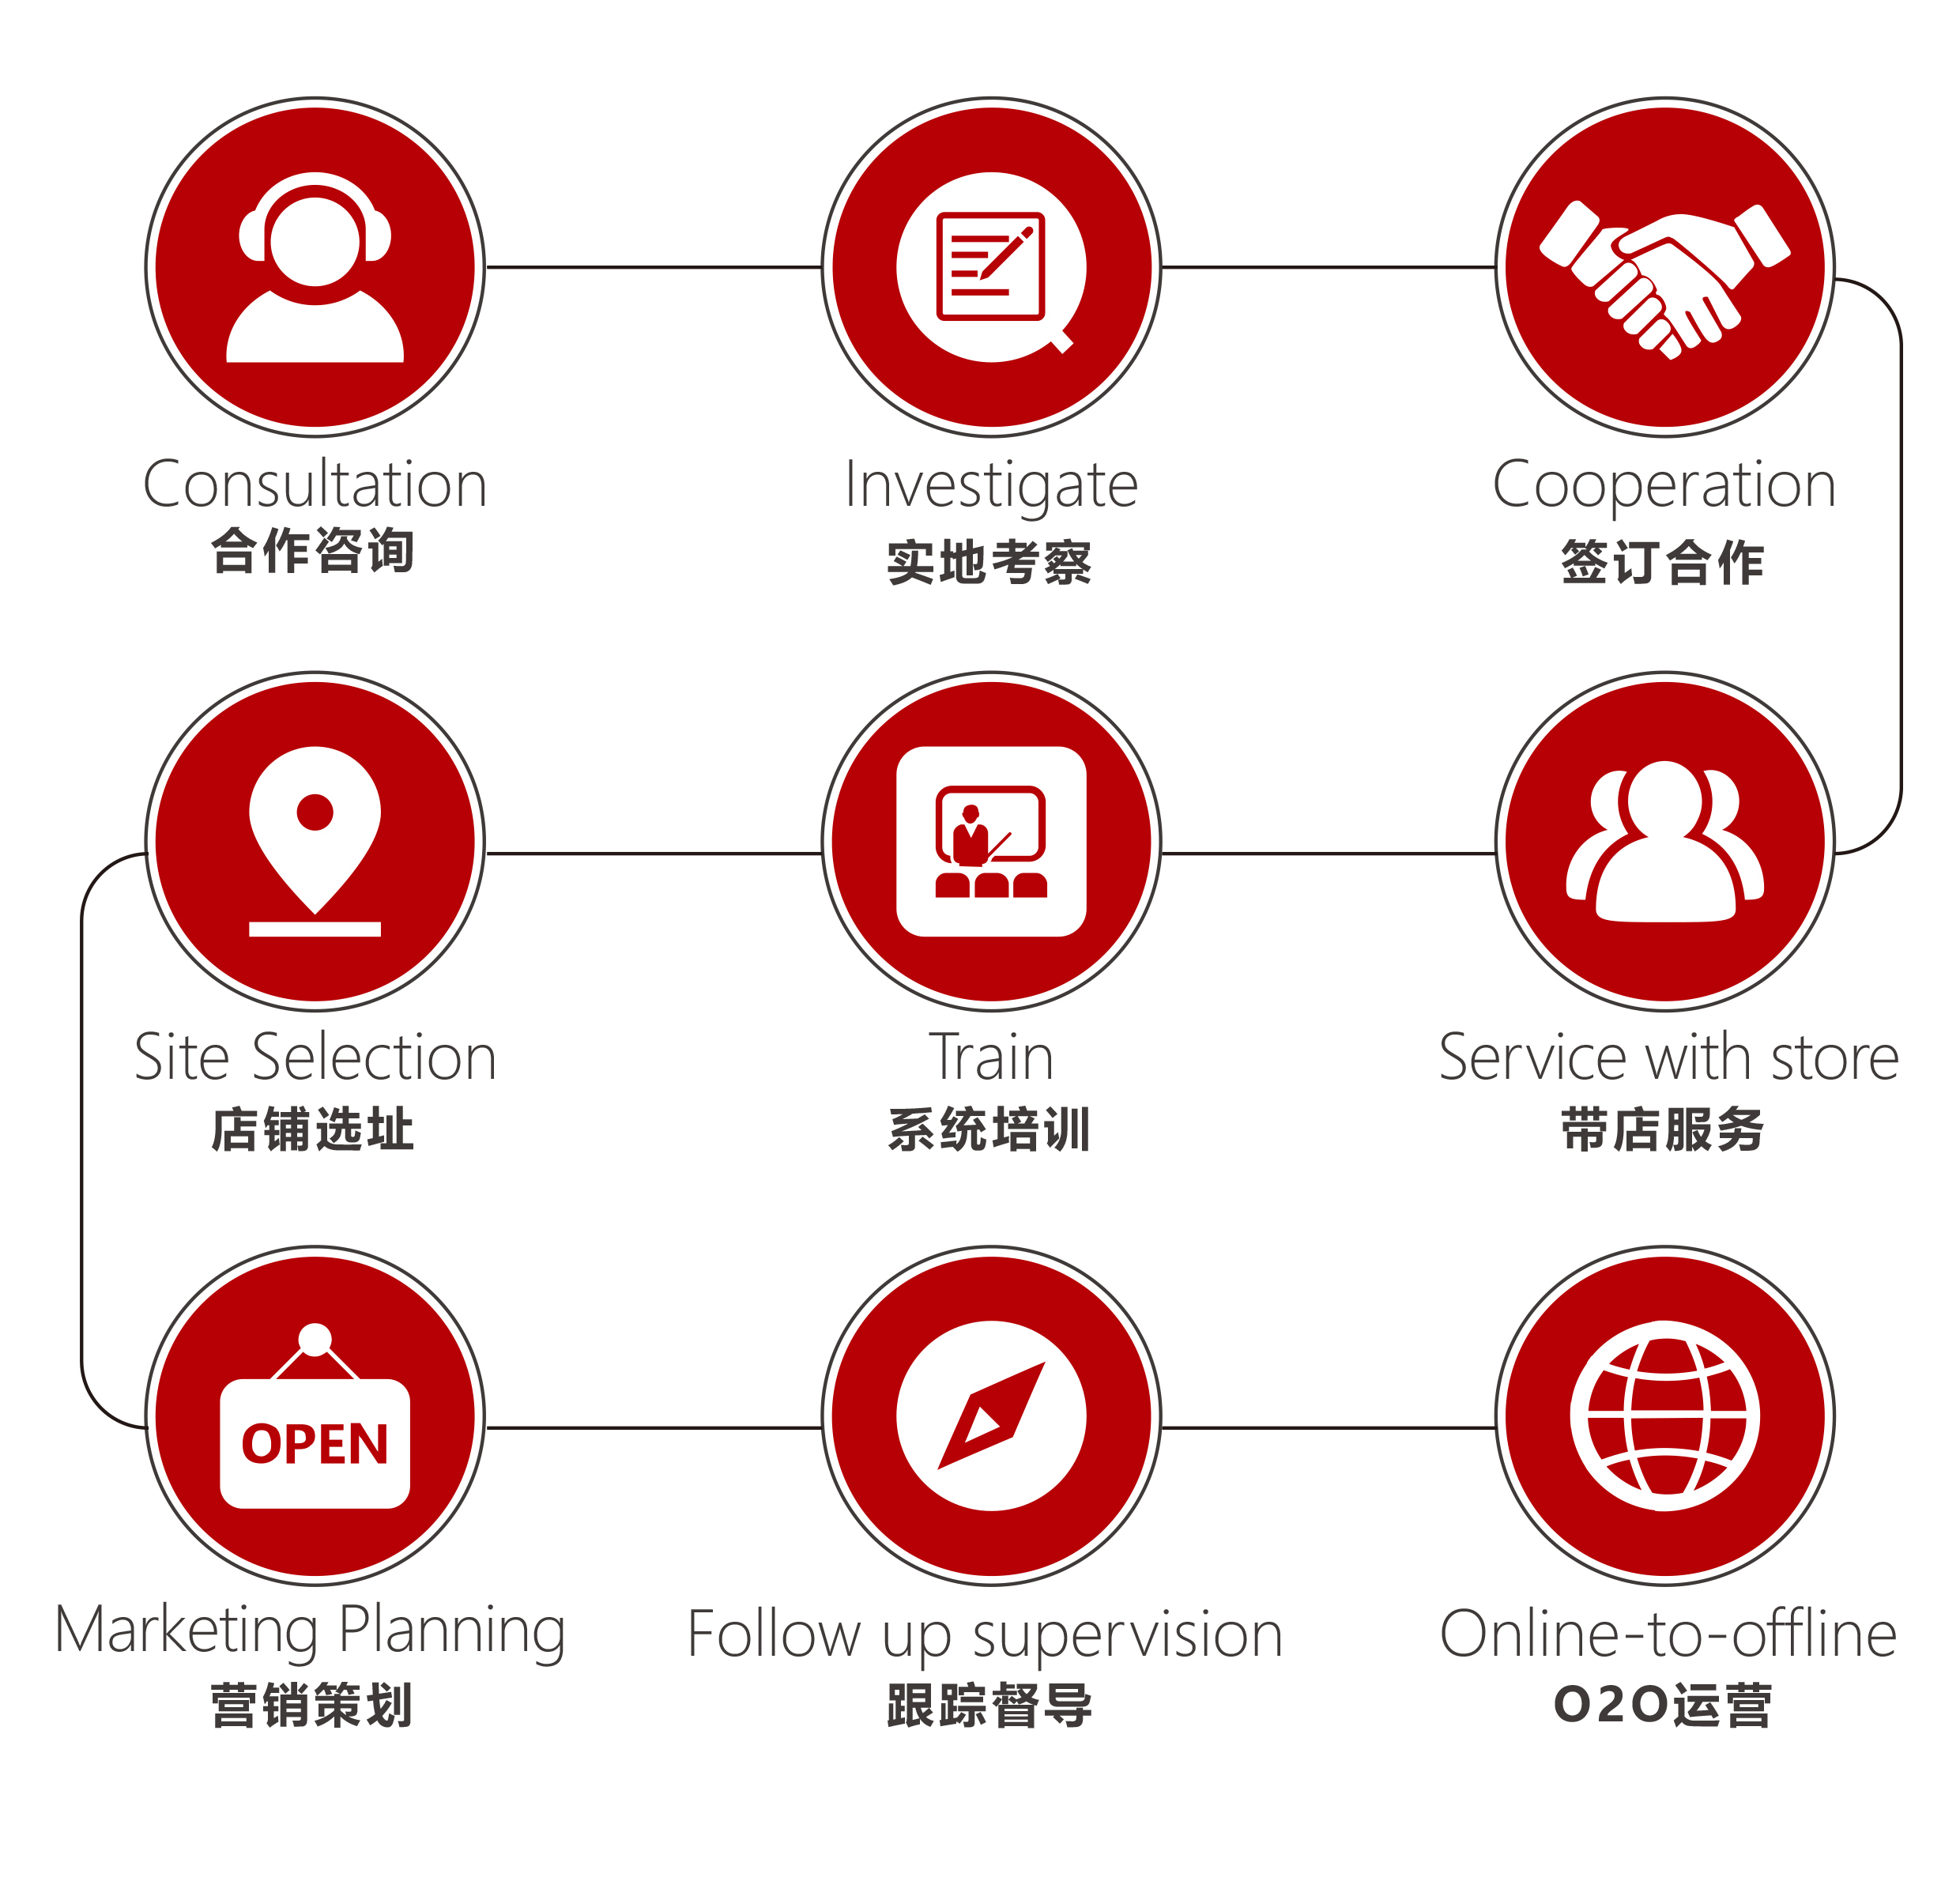 Consultation
合作咨询
Investigate
实地考察
Cooperation
签订合作
Site Selection
店铺选址
Train
系统培训
Service with store
带店服务
OPEN
Marketing Planning
营销策划
Follow up supervision
跟踪督导
Online-to-offline
O2O运营